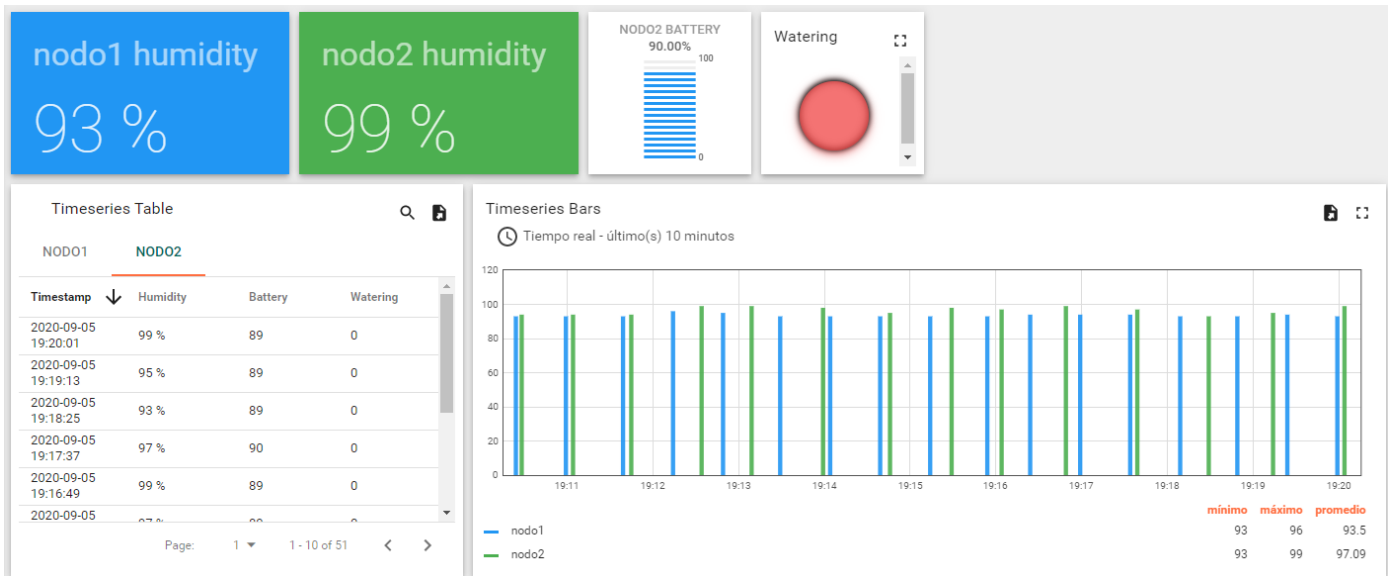 nodo1 humidity
93 %
nodo2 humidity
99 %
NODO2 BATTERY
90.00%
100
0
Watering
Timeseries Table
NODO1 NODO2
Timestamp Humidity Battery Watering
2020-09-05
19:20:01
99 % 89 0
2020-09-05
19:19:13
95 % 89 0
2020-09-05
19:18:25
93 % 89 0
2020-09-05
19:17:37
97 % 90 0
2020-09-05
19:16:49
99 % 89 0
2020-09-05
Page: 1 1 - 10 of 51
Timeseries Bars
Tiempo real - último(s) 10 minutos
120
100
80
60
40
20
0
19:11 19:12 19:13 19:14 19:15 19:16 19:17 19:18 19:19 19:20
mínimo máximo promedio
nodo1 93 96 93.5
nodo2 93 99 97.09